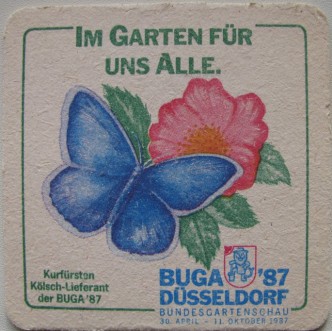 IM GARTEN FÜR
UNS ALLE.
Kurfürsten
Kölsch-Lieferant
der BUGA '87
BUGA '87
DÜSSELDORF
BUNDESGARTENSCHAU
30. APRIL - 11. OKTOBER 1987